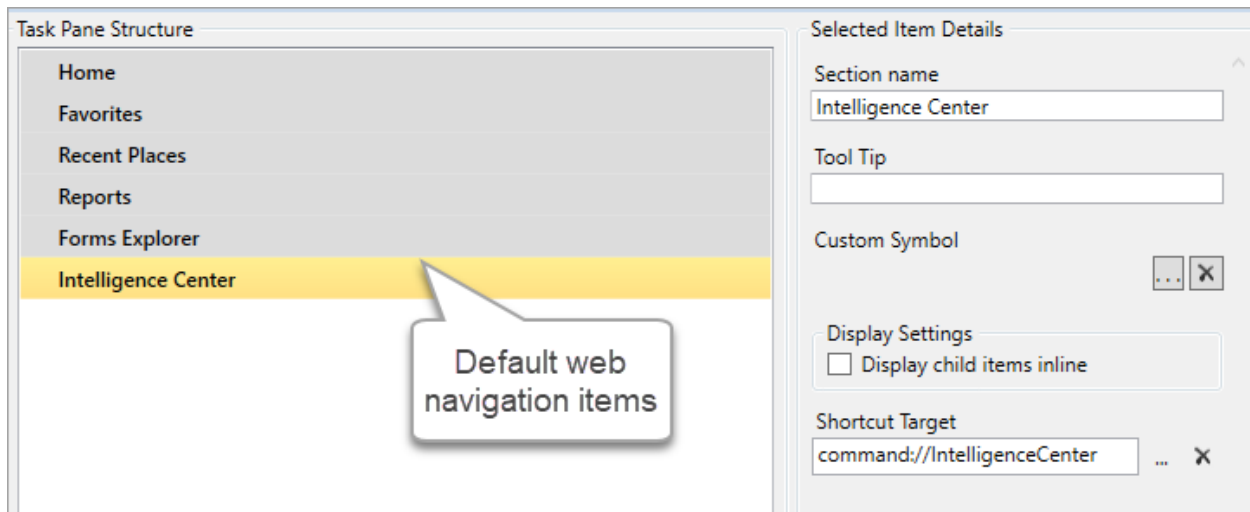 Task Pane Structure
Home
Favorites
Recent Places
Reports
Forms Explorer
Intelligence Center
Default web
navigation items
Selected Item Details
Section name
Intelligence Center
Tool Tip
Custom Symbol
...
Display Settings
Display child items inline
Shortcut Target
command://IntelligenceCenter
...